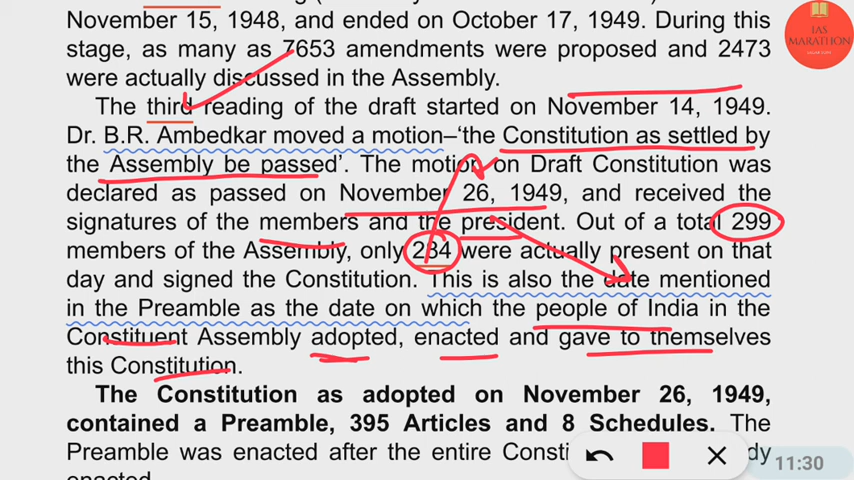 November 15, 1948, and ended on October 17, 1949. During this
stage, as many as 7653 amendments were proposed and 2473
were actually discussed in the Assembly.
The third reading of the draft started on November 14, 1949.
Dr. B.R. Ambedkar moved a motion–‘the Constitution as settled by
the Assembly be passed’. The motion on Draft Constitution was
declared as passed on November 26, 1949, and received the
signatures of the members and the president. Out of a total 299
members of the Assembly, only 284 were actually present on that
day and signed the Constitution. This is also the date mentioned
in the Preamble as the date on which the people of India in the
Constituent Assembly adopted, enacted and gave to themselves
this Constitution.
The Constitution as adopted on November 26, 1949,
contained a Preamble, 395 Articles and 8 Schedules. The
Preamble was enacted after the entire
enacted.
IAS
MARATHON
11:30